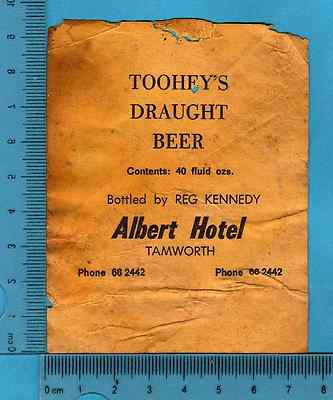 TOOHEY'S
DRAUGHT
BEER
Contents: 40 fluid ozs.
Bottled by REG KENNEDY
Albert Hotel
TAMWORTH
Phone 66 2442 Phone 66 2442
0 1 2 3 4 5 6 7 8
cm